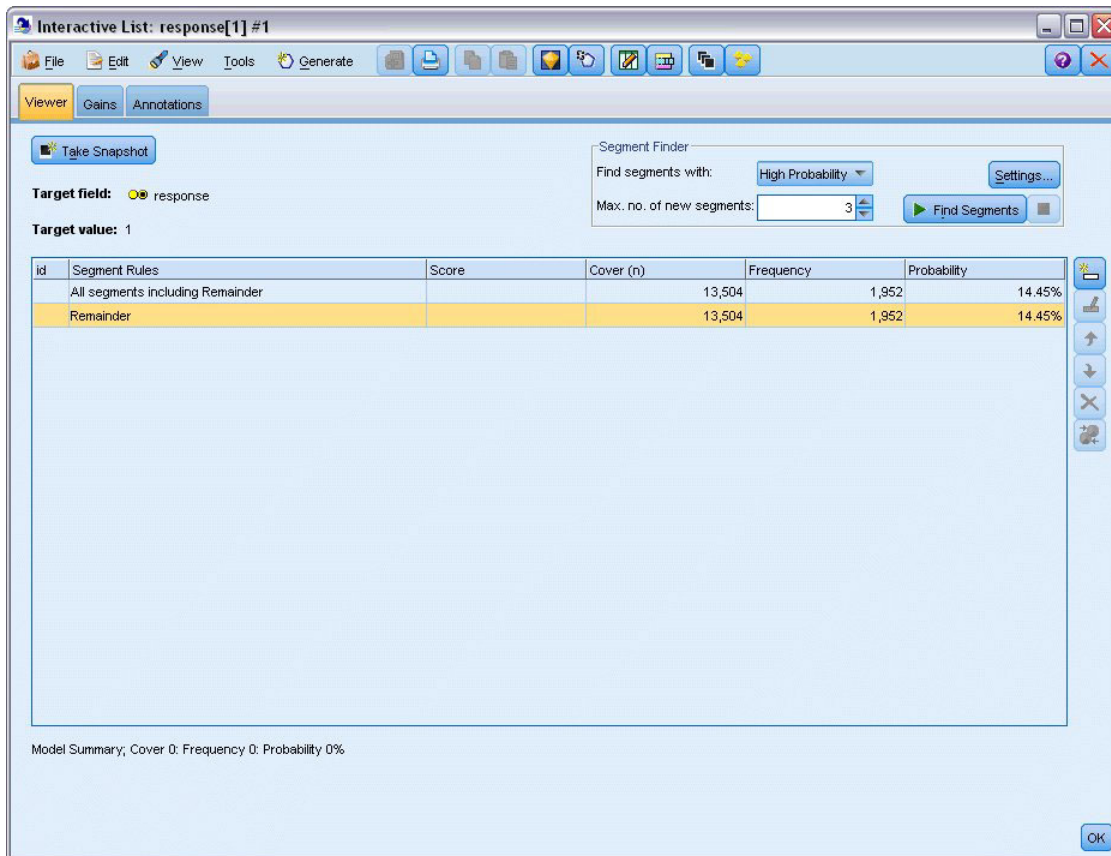 Interactive List: response[1] #1
File Edit View Tools Generate
Viewer Gains Annotations
Take Snapshot
Segment Finder
Find segments with: High Probability Settings...
Target field: response
Max. no. of new segments: 3 Find Segments
Target value: 1
id Segment Rules Score Cover (n) Frequency Probability
All segments including Remainder 13,504 1,952 14.45%
Remainder 13,504 1,952 14.45%
Model Summary; Cover 0: Frequency 0: Probability 0%
OK